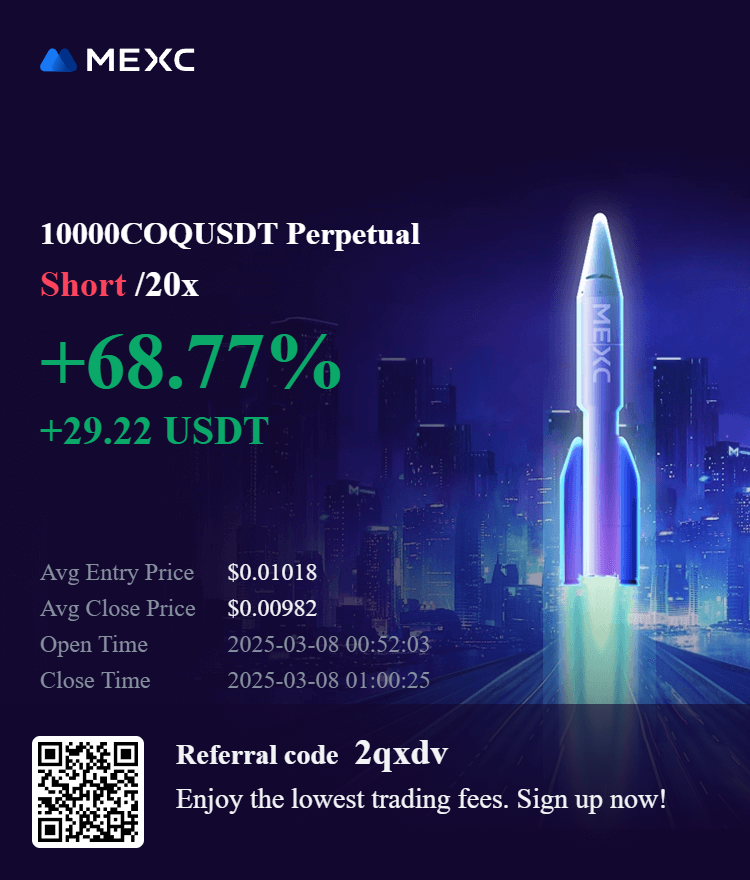 MEXC
10000COQUSDT Perpetual
Short /20x
+68.77%
+29.22 USDT
MEXC
Avg Entry Price $0.01018
Avg Close Price $0.00982
Open Time 2025-03-08 00:52:03
Close Time 2025-03-08 01:00:25
Referral code 2qxdv
Enjoy the lowest trading fees. Sign up now!